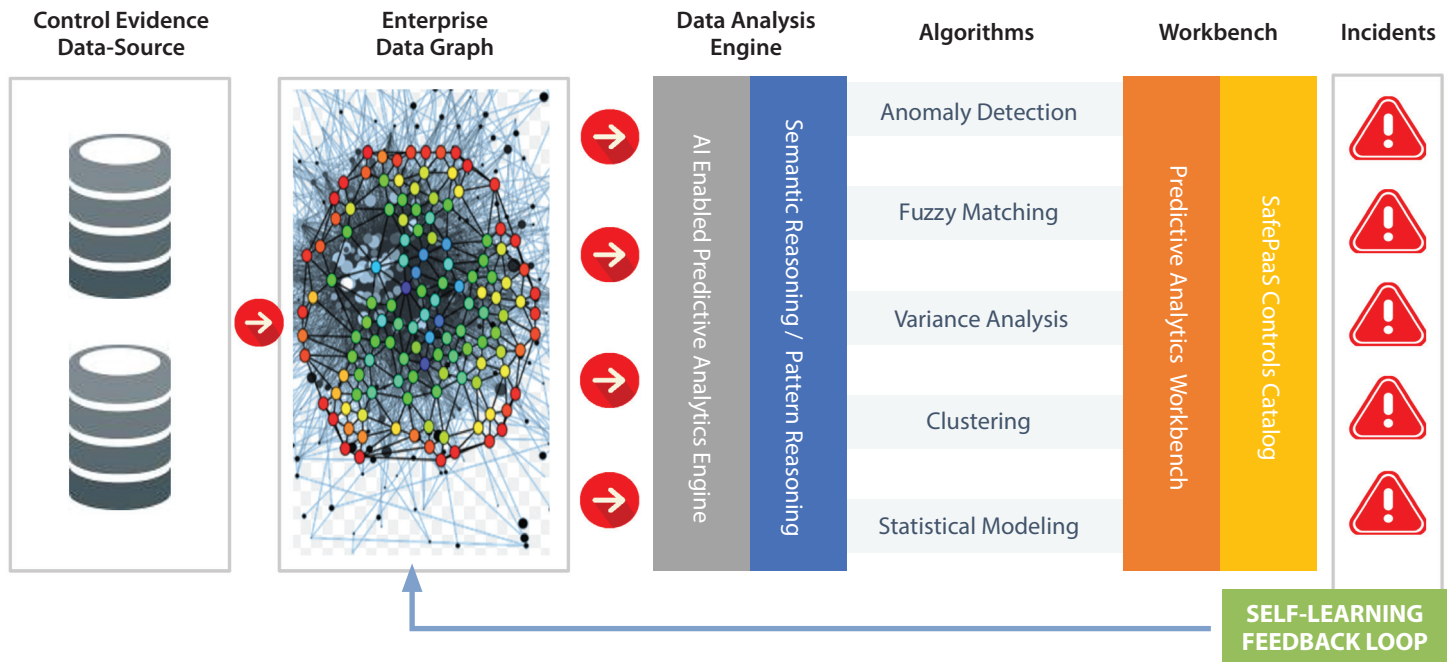 Control Evidence
Data-Source
Enterprise
Data Graph
Data Analysis
Engine
Algorithms
Workbench
Incidents
AI Enabled Predictive Analytics Engine
Semantic Reasoning / Pattern Reasoning
Anomaly Detection
Fuzzy Matching
Variance Analysis
Clustering
Statistical Modeling
Predictive Analytics Workbench
SafePaaS Controls Catalog
SELF-LEARNING
FEEDBACK LOOP